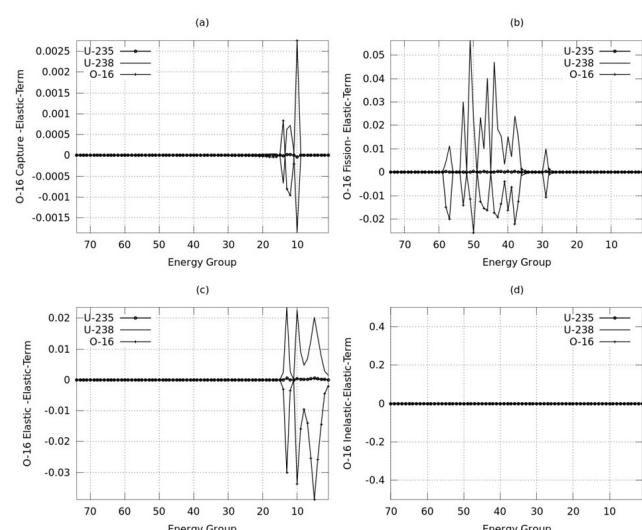 (a)
O-16 Capture -Elastic-Term
0.0025
0.002
0.0015
0.001
0.0005
0
-0.0005
-0.001
-0.0015
U-235
U-238
O-16
70 60 50 40 30 20 10
Energy Group
(b)
O-16 Fission- Elastic-Term
0.05
0.04
0.03
0.02
0.01
0
-0.01
-0.02
U-235
U-238
O-16
70 60 50 40 30 20 10
Energy Group
(c)
O-16 Elastic -Elastic-Term
0.02
0.01
0
-0.01
-0.02
-0.03
U-235
U-238
O-16
70 60 50 40 30 20 10
Energy Group
(d)
O-16 Inelastic-Elastic-Term
0.4
0.2
0
-0.2
-0.4
U-235
U-238
O-16
70 60 50 40 30 20 10
Energy Group